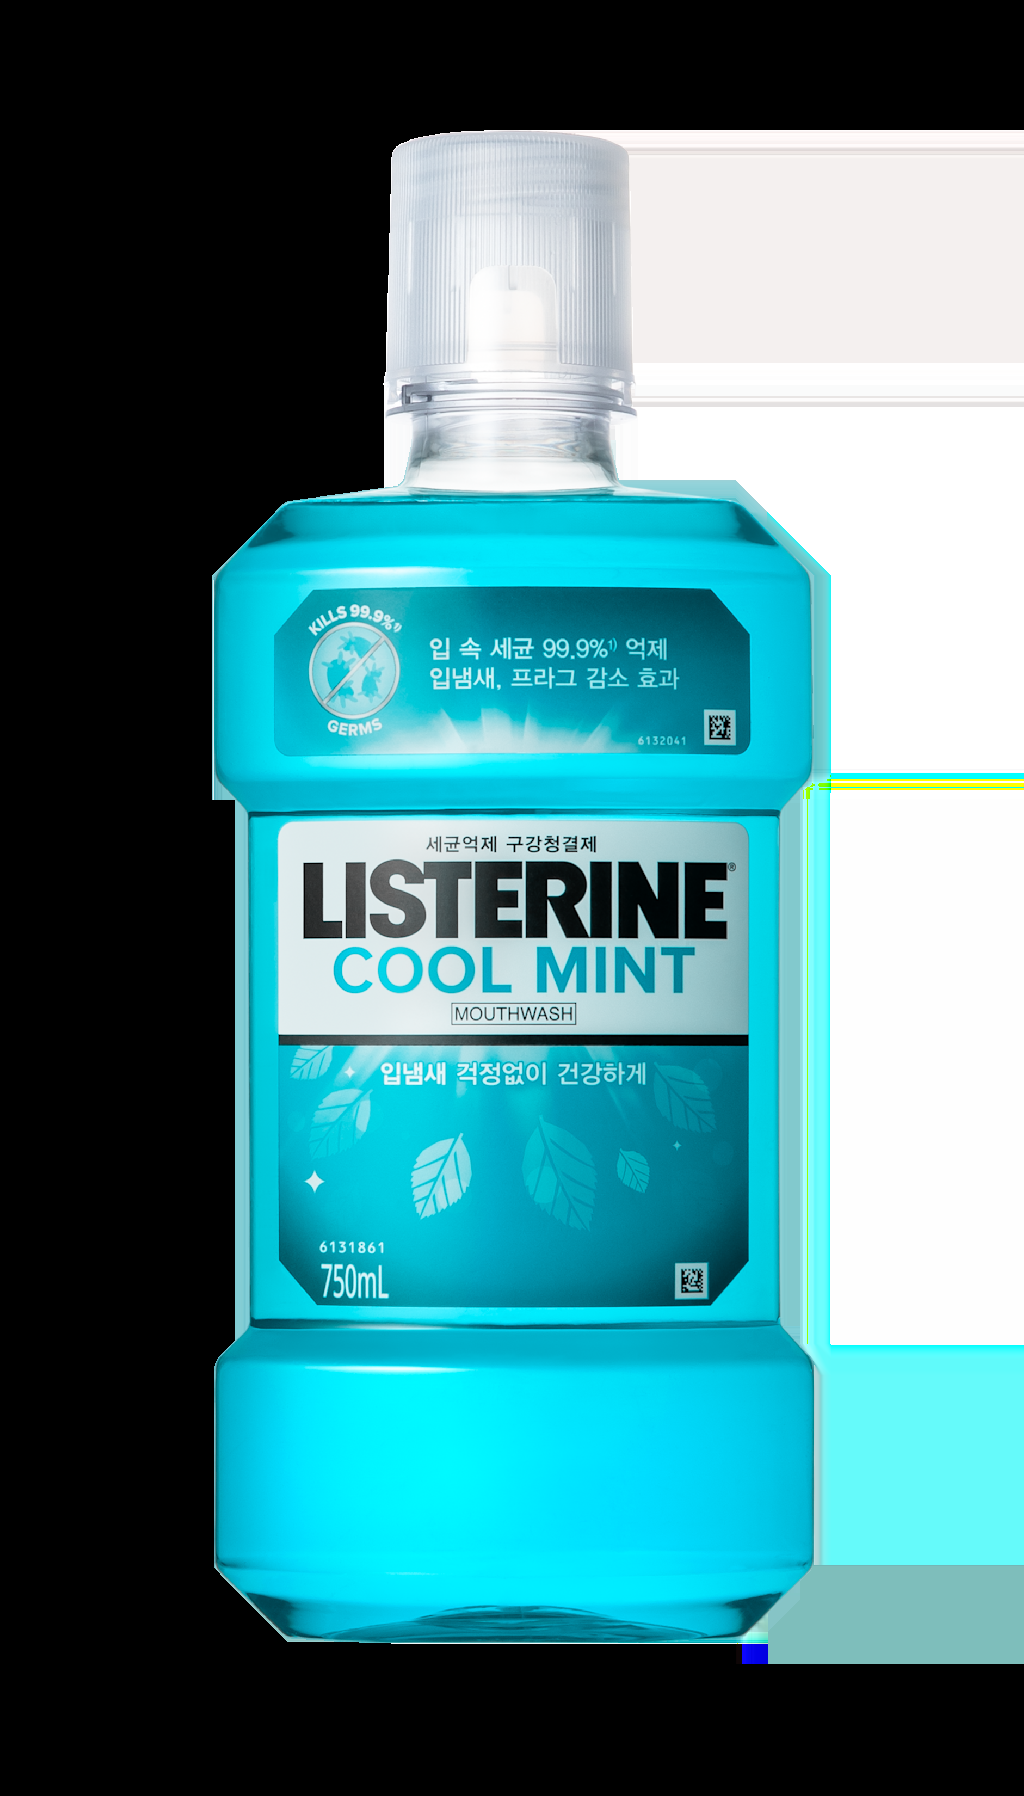 KILLS 99.9%¹⁾
GERMS
입 속 세균 99.9%¹⁾ 억제
입냄새, 프라그 감소 효과
6132041
세균억제 구강청결제
LISTERINE®
COOL MINT
MOUTHWASH
입냄새 걱정없이 건강하게
6131861
750mL